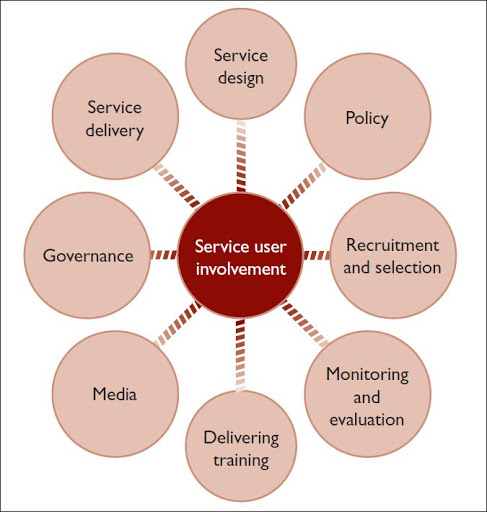 Service
design
Service
delivery
Policy
Governance
Service user
involvement
Recruitment
and selection
Media
Monitoring
and
evaluation
Delivering
training